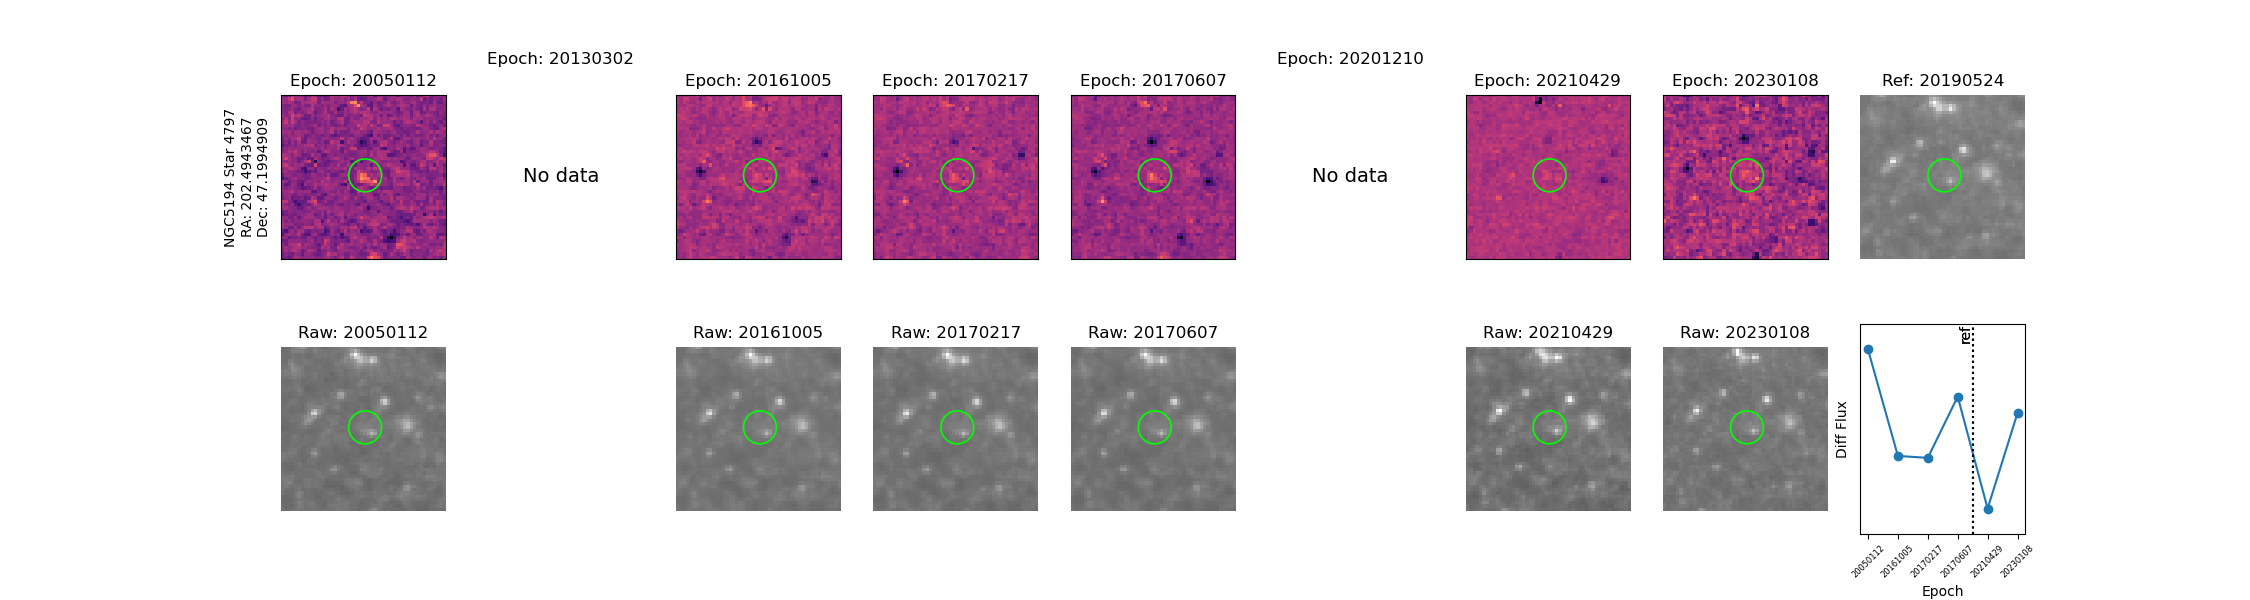 NGC5194 Star 4797
RA: 202.4943467
Dec: 47.1994909
Epoch: 20050112
Epoch: 20130302
No data
Epoch: 20161005
Epoch: 20170217
Epoch: 20170607
Epoch: 20201210
No data
Epoch: 20210429
Epoch: 20230108
Ref: 20190524
Raw: 20050112
Raw: 20161005
Raw: 20170217
Raw: 20170607
Raw: 20210429
Raw: 20230108
Diff Flux
ref
20050112
20161005
20170217
20170607
20210429
20230108
Epoch